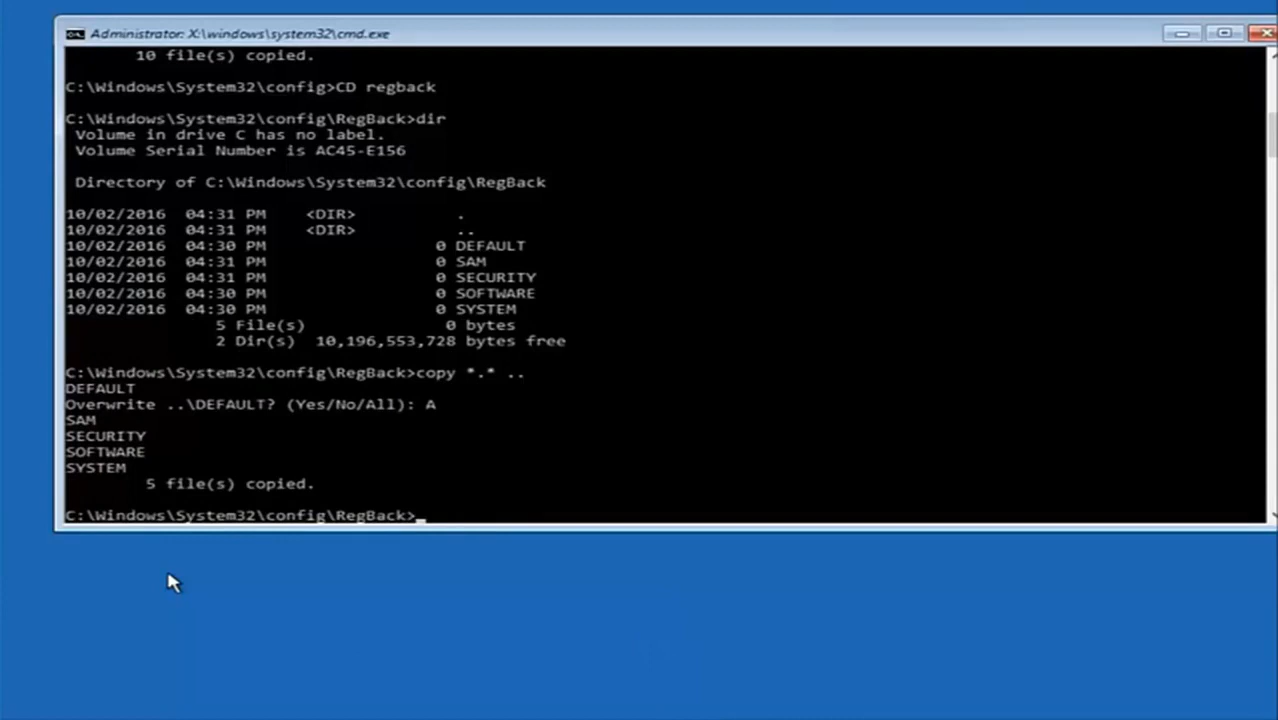 Administrator: X:\windows\system32\cmd.exe
10 file(s) copied.
C:\Windows\System32\config>CD regback
C:\Windows\System32\config\RegBack>dir
Volume in drive C has no label.
Volume Serial Number is AC45-E156
Directory of C:\Windows\System32\config\RegBack
10/02/2016 04:31 PM <DIR> .
10/02/2016 04:31 PM <DIR> ..
10/02/2016 04:30 PM 0 DEFAULT
10/02/2016 04:31 PM 0 SAM
10/02/2016 04:31 PM 0 SECURITY
10/02/2016 04:30 PM 0 SOFTWARE
10/02/2016 04:30 PM 0 SYSTEM
5 File(s) 0 bytes
2 Dir(s) 10,196,553,728 bytes free
C:\Windows\System32\config\RegBack>copy *.* ..
DEFAULT
Overwrite ..\DEFAULT? (Yes/No/All): A
SAM
SECURITY
SOFTWARE
SYSTEM
5 file(s) copied.
C:\Windows\System32\config\RegBack>_